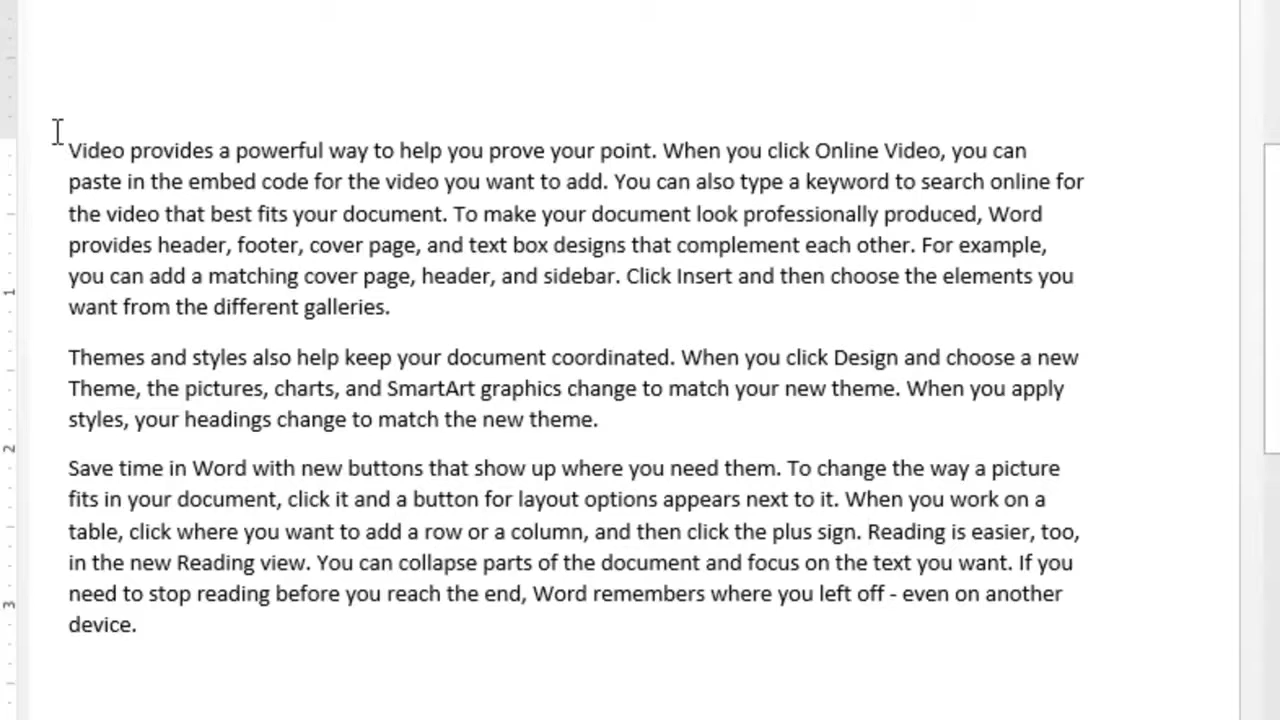 Video provides a powerful way to help you prove your point. When you click Online Video, you can
paste in the embed code for the video you want to add. You can also type a keyword to search online for
the video that best fits your document. To make your document look professionally produced, Word
provides header, footer, cover page, and text box designs that complement each other. For example,
you can add a matching cover page, header, and sidebar. Click Insert and then choose the elements you
want from the different galleries.
Themes and styles also help keep your document coordinated. When you click Design and choose a new
Theme, the pictures, charts, and SmartArt graphics change to match your new theme. When you apply
styles, your headings change to match the new theme.
Save time in Word with new buttons that show up where you need them. To change the way a picture
fits in your document, click it and a button for layout options appears next to it. When you work on a
table, click where you want to add a row or a column, and then click the plus sign. Reading is easier, too,
in the new Reading view. You can collapse parts of the document and focus on the text you want. If you
need to stop reading before you reach the end, Word remembers where you left off - even on another
device.
1
2
3